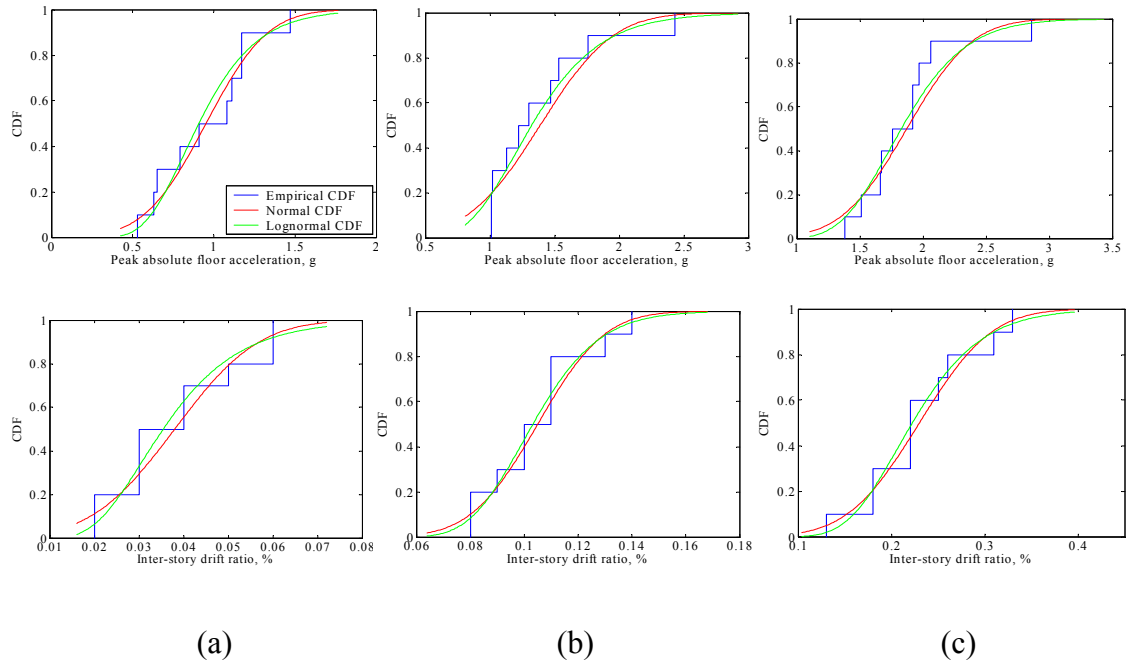 1
0.8
0.6
0.4
0.2
0
CDF
0 0.5 1 1.5 2
Peak absolute floor acceleration, g
Empirical CDF
Normal CDF
Lognormal CDF
1
0.8
0.6
0.4
0.2
0
CDF
0.5 1 1.5 2 2.5 3
Peak absolute floor acceleration, g
1
0.8
0.6
0.4
0.2
0
CDF
1 1.5 2 2.5 3 3.5
Peak absolute floor acceleration, g
1
0.8
0.6
0.4
0.2
0
CDF
0.01 0.02 0.03 0.04 0.05 0.06 0.07 0.08
Inter-story drift ratio, %
1
0.8
0.6
0.4
0.2
0
CDF
0.06 0.08 0.1 0.12 0.14 0.16 0.18
Inter-story drift ratio, %
1
0.8
0.6
0.4
0.2
0
CDF
0.1 0.2 0.3 0.4
Inter-story drift ratio, %
(a) (b) (c)